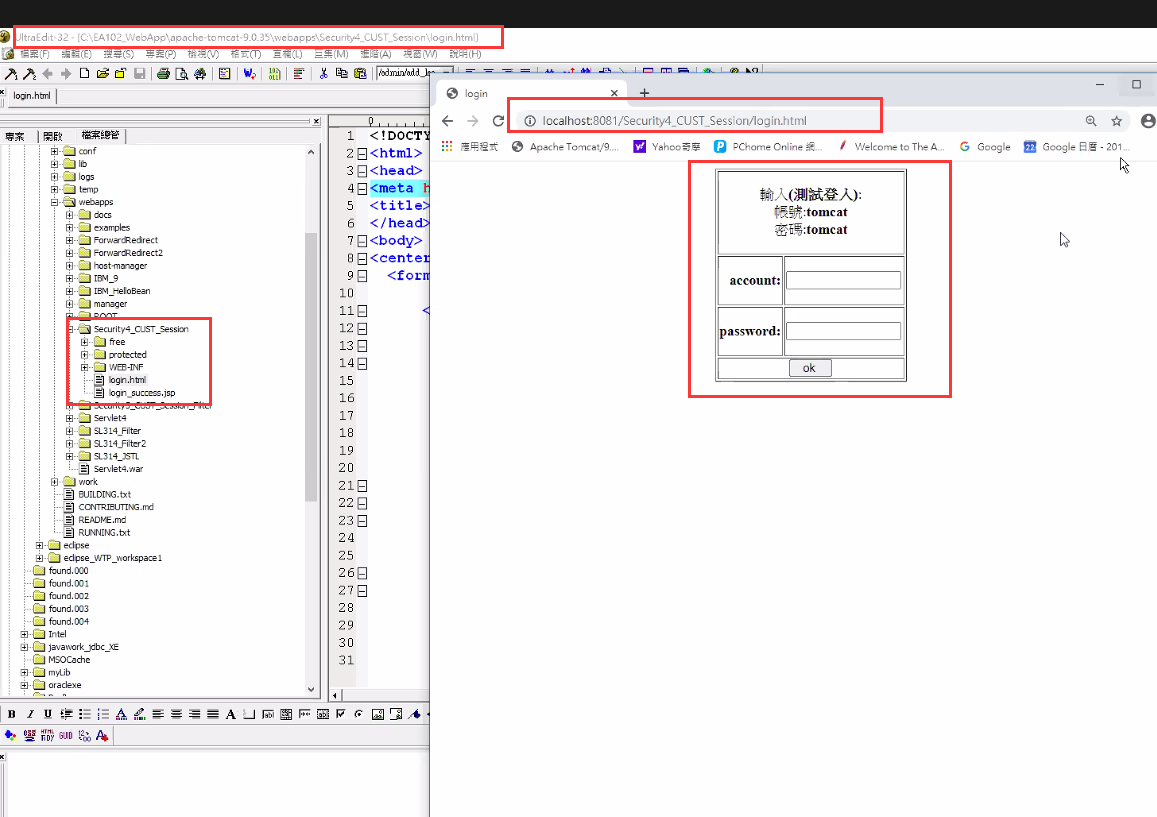 UltraEdit-32 - [C:\EA102_WebApp\apache-tomcat-9.0.35\webapps\Security4_CUST_Session\login.html]
檔案(F) 編輯(E) 搜尋(S) 專案(P) 檢視(V) 格式(T) 直欄(L) 巨集(M) 進階(A) 視窗(W) 說明(H)
login.html
專案 開啟 檔案總管
conf
lib
logs
temp
webapps
docs
examples
ForwardRedirect
ForwardRedirect2
host-manager
IBM_9
IBM_HelloBean
manager
ROOT
Security4_CUST_Session
free
protected
WEB-INF
login.html
login_success.jsp
Security5_CUST_Session_Filter
Servlet4
SL314_Filter
SL314_Filter2
SL314_JSTL
Servlet4.war
work
BUILDING.txt
CONTRIBUTING.md
README.md
RUNNING.txt
eclipse
eclipse_WTP_workspace1
found.000
found.001
found.002
found.003
found.004
Intel
javawork_jdbc_XE
MSOCache
myLib
oraclexe
0
1 <!DOCTY
2 <html>
3 <head>
4 <meta h
5 <title>
6 </head>
7 <body>
8 <center
9 <form
10
11 <
12
13
14
15
16
17
18
19
20
21
22
23
24
25
26
27
28
29
30
31
login
localhost:8081/Security4_CUST_Session/login.html
應用程式 Apache Tomcat/9.... Yahoo奇摩 PChome Online 網... Welcome to The A... Google Google 日曆 - 201...
輸入(測試登入):
帳號:tomcat
密碼:tomcat
account:
password:
ok